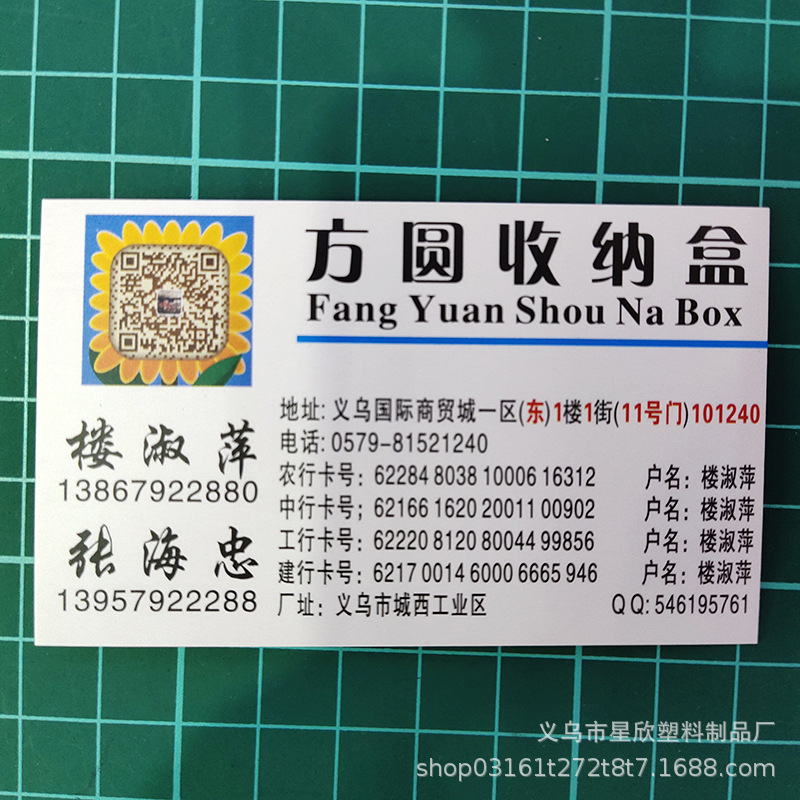 方圆收纳盒
Fang Yuan Shou Na Box
楼淑萍
13867922880
张海忠
13957922288
地址: 义乌国际商贸城一区(东)1楼1街(11号门)101240
电话: 0579-81521240
农行卡号: 62284 8038 10006 16312 户名: 楼淑萍
中行卡号; 62166 1620 20011 00902 户名: 楼淑萍
工行卡号: 62220 8120 80044 99856 户名: 楼淑萍
建行卡号: 6217 0014 6000 6665 946 户名: 楼淑萍
厂址: 义乌市城西工业区 QQ: 546195761
义乌市星欣塑料制品厂
shop03161t272t8t7.1688.com